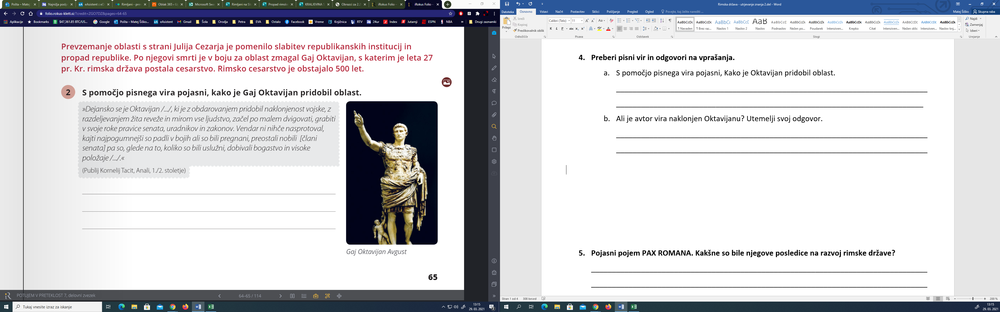 Pošta – Matej
Najnižja podp
eAsistent :: eD
Rimljani - pre
Oblak 365 › U
Microsoft Swa
Rimljani na Slo
Propad rimske
KRALJEVINA S
Obrazci za 2.2
iRokus Folio –
iRokus Folio –
folio.rokus-klett.si/?credit=ZGO7DZ&pages=64-65
Aplikacije
Bookmarks
$47,361.85 BTC/US...
Google
Pošta – Matej Šiško...
eAsistent
Gmail
Šola
Orodja
Petra
EVA
Ostalo
Facebook
Vreme
Knjižnica
RTV
24ur
Index
Jutarnji
ESPN
NBA
»
Drugi zaznamki
Prevzemanje oblasti s strani Julija Cezarja je pomenilo slabitev republikanskih institucij in
propad republike. Po njegovi smrti je v boju za oblast zmagal Gaj Oktavijan, s katerim je leta 27
pr. Kr. rimska država postala cesarstvo. Rimsko cesarstvo je obstajalo 500 let.
2 S pomočjo pisnega vira pojasni, kako je Gaj Oktavijan pridobil oblast.
»Dejansko se je Oktavijan /.../, ki je z obdarovanjem pridobil naklonjenost vojske, z
razdeljevanjem žita reveže in mirom vse ljudstvo, začel po malem dvigovati, grabiti
v svoje roke pravice senata, uradnikov in zakonov. Vendar ni nihče nasprotoval,
kajti najpogumnejši so padli v bojih ali so bili pregnani, preostali nobili [člani
senata] pa so, glede na to, koliko so bili uslužni, dobivali bogastvo in visoke
položaje /.../.«
(Publij Kornelij Tacit, Anali, 1./2. stoletje)
Gaj Oktavijan Avgust
65
POTUJEM V PRETEKLOST 7, delovni zvezek
64–65 / 114
Tukaj vnesite izraz za iskanje
13:15
29. 03. 2021
Rimska država - utrjevanje znanja 2.del - Word
Datoteka
Osnovno
Vstavi
Načrt
Postavitev
Sklici
Pošiljanje
Pregled
Ogled
Povejte, kaj želite narediti ...
Matej Šiško
Skupna raba
Prilepi
Izreži
Kopiraj
Preslikovalnik oblik
Odložišče
Calibri (Telo)
11
Pisava
Odstavek
AaBbCcDc
¶ Navaden
AaBbCcDc
¶ Brez raz...
AaBbCc
Naslov 1
AaBbCcE
Naslov 2
AaB
Naslov
AaBbCcE
Podnaslov
AaBbCcDc
Nežen po...
AaBbCcDc
Poudarek
AaBbCcDc
Intenziven...
AaBbCcDc
Krepko
AaBbCcDc
Citat
AaBbCcDc
Intenziven...
AABBCCDC
Nežen sklic
AABBCCDC
Intenziven...
AaBbCcDc
Naslov knj...
Slogi
Najdi
Zamenjaj
Izberi
Urejanje
4. Preberi pisni vir in odgovori na vprašanja.
a. S pomočjo pisnega vira pojasni, Kako je Oktavijan pridobil oblast.
b. Ali je avtor vira naklonjen Oktavijanu? Utemelji svoj odgovor.
5. Pojasni pojem PAX ROMANA. Kakšne so bile njegove posledice na razvoj rimske države?
Stran 1 od 4
308 besed
200 %
13:15
29. 03. 2021